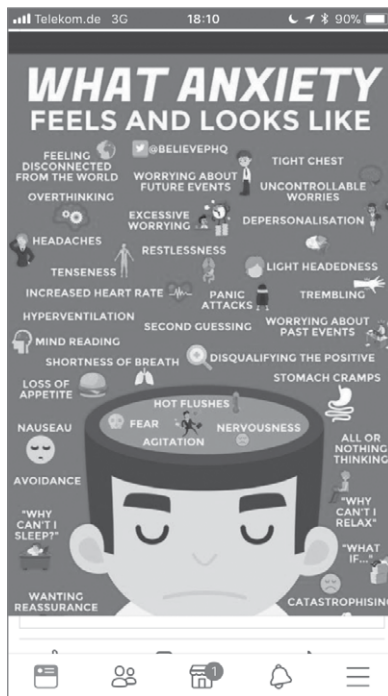 Telekom.de 3G 18:10 90%
WHAT ANXIETY
FEELS AND LOOKS LIKE
FEELING
DISCONNECTED
FROM THE WORLD
@BELIEVEPHQ
WORRYING ABOUT
FUTURE EVENTS
TIGHT CHEST
UNCONTROLLABLE
WORRIES
OVERTHINKING
EXCESSIVE
WORRYING
DEPERSONALISATION
HEADACHES
RESTLESSNESS
TENSENESS
LIGHT HEADEDNESS
INCREASED HEART RATE
PANIC
ATTACKS
TREMBLING
HYPERVENTILATION
SECOND GUESSING
WORRYING ABOUT
PAST EVENTS
MIND READING
SHORTNESS OF BREATH
DISQUALIFYING THE POSITIVE
LOSS OF
APPETITE
STOMACH CRAMPS
HOT FLUSHES
FEAR
NERVOUSNESS
AGITATION
NAUSEAU
ALL OR
NOTHING
THINKING
AVOIDANCE
"WHY
CAN'T I
SLEEP?"
"WHY
CAN'T I
RELAX"
"WHAT
IF..."
WANTING
REASSURANCE
CATASTROPHISING
1